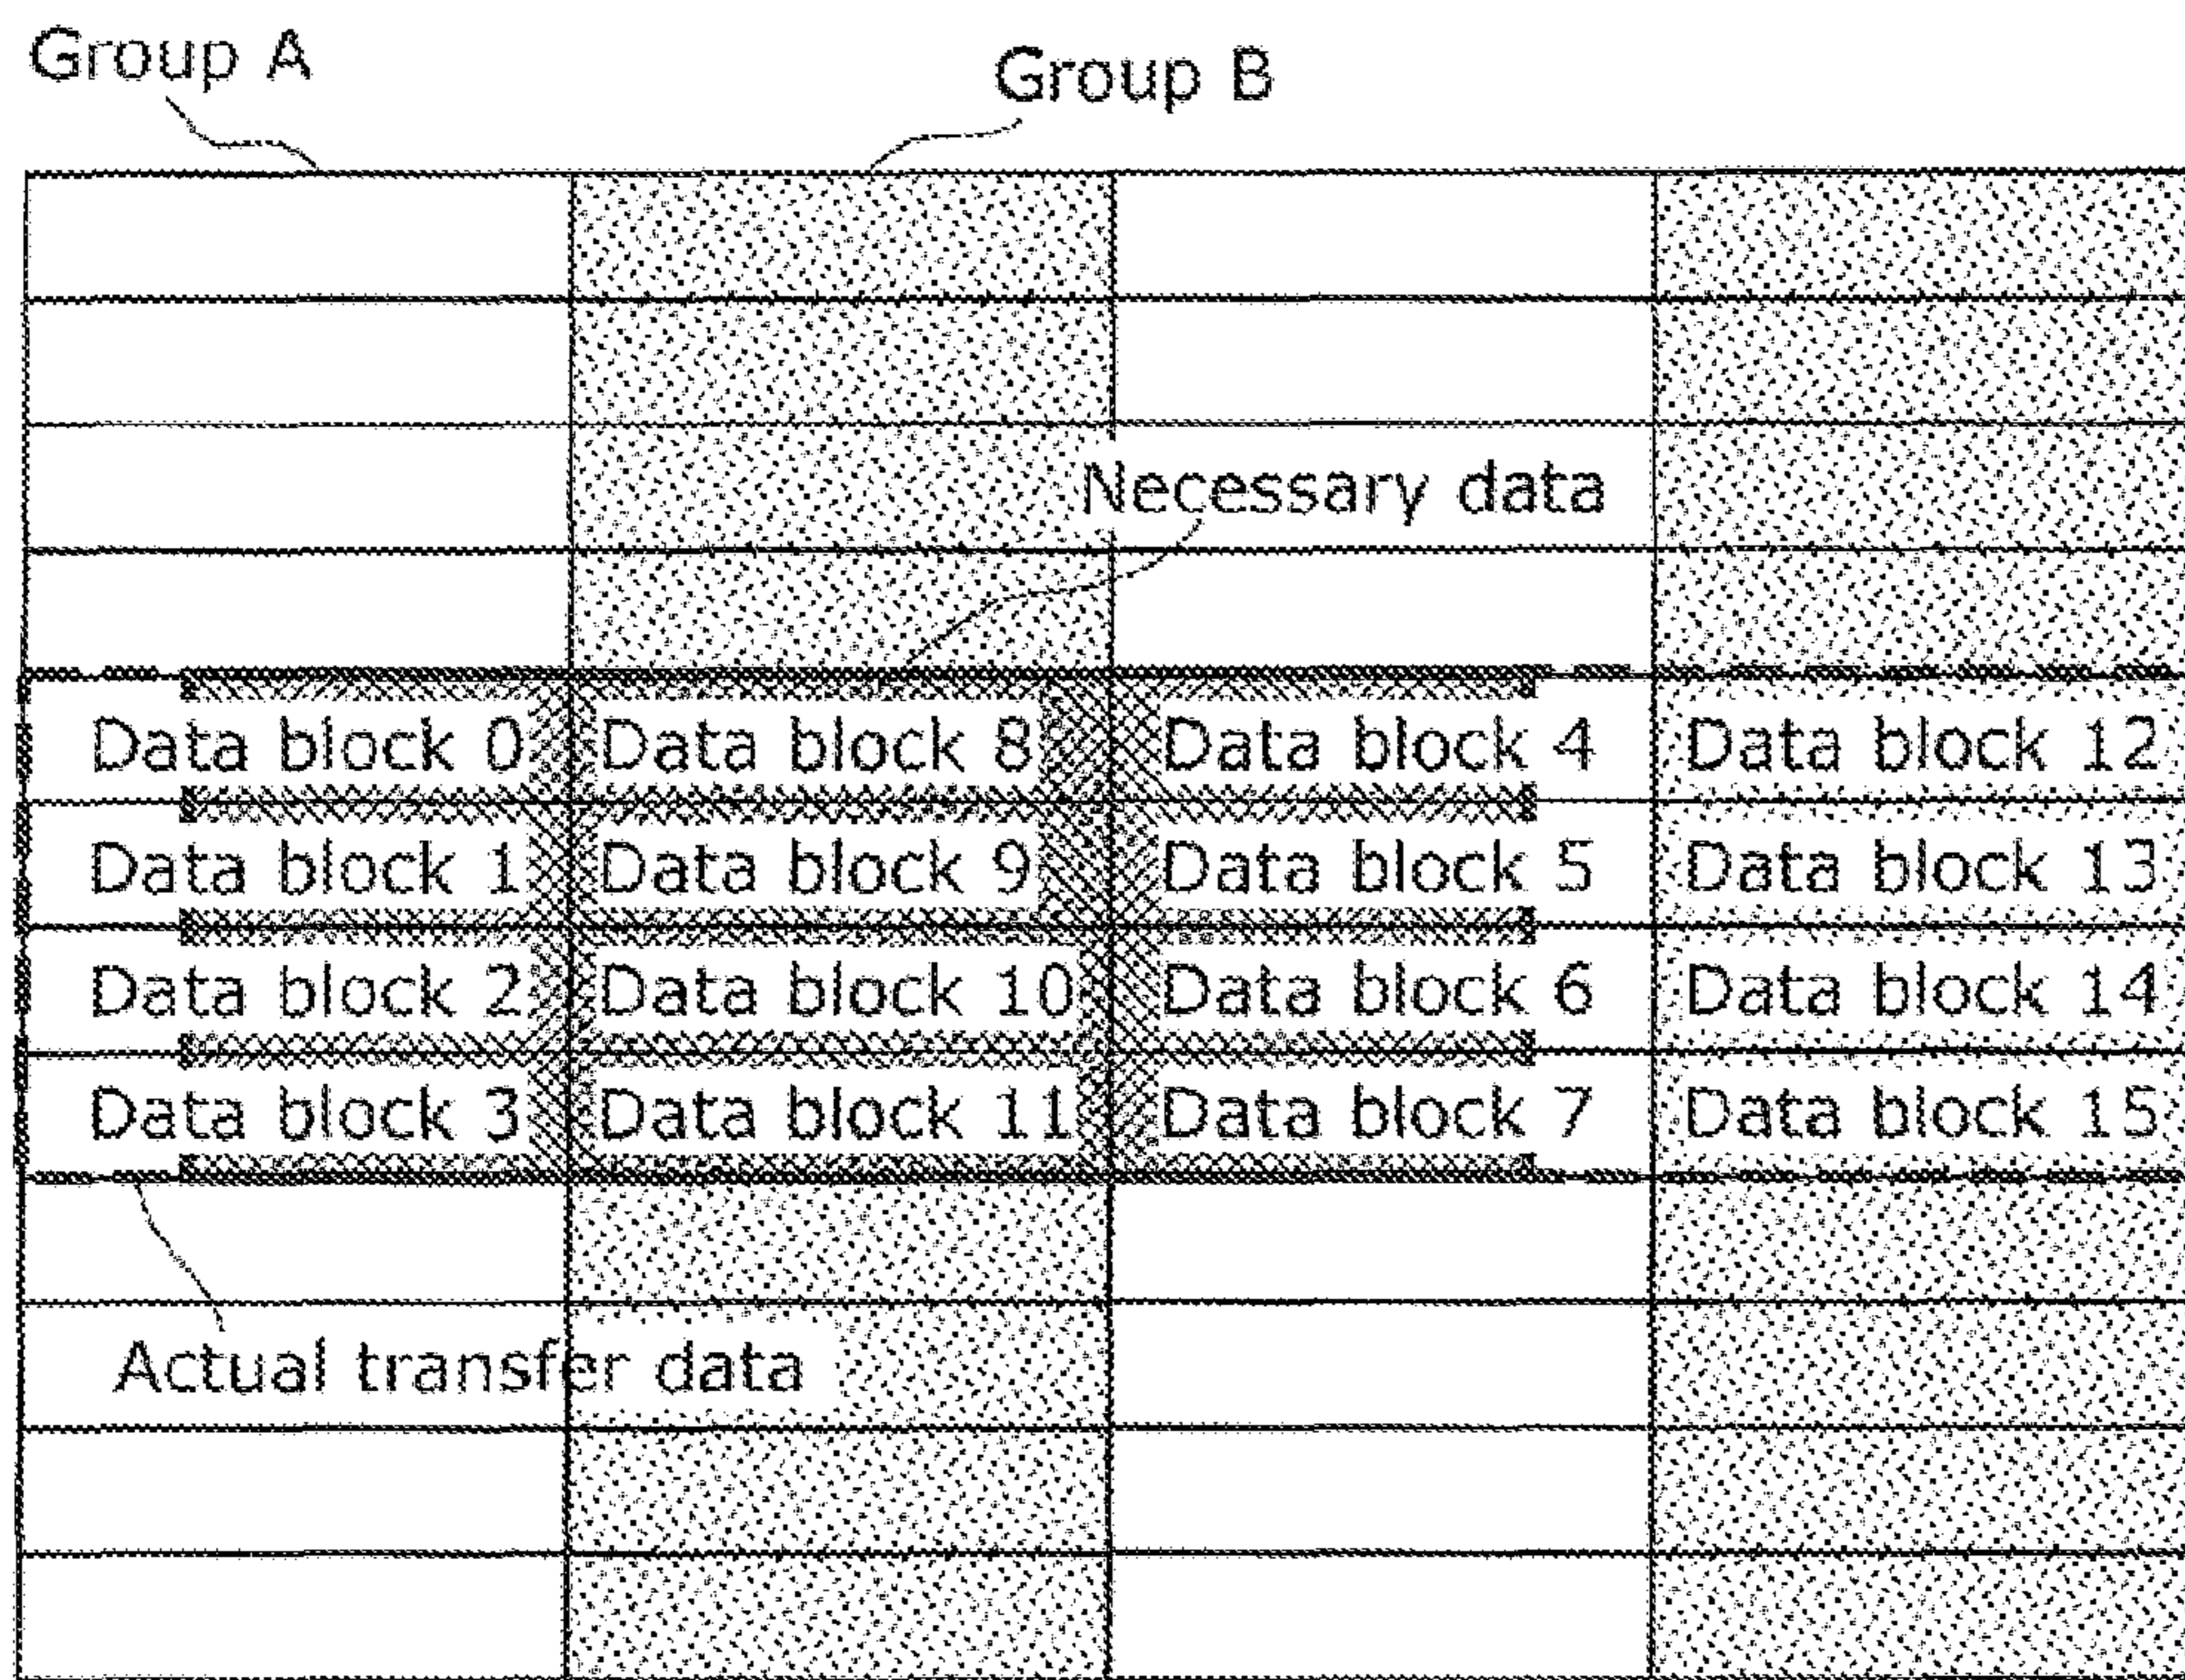 Group A
Group B
Necessary data
Data block 0 Data block 8 Data block 4 Data block 12
Data block 1 Data block 9 Data block 5 Data block 13
Data block 2 Data block 10 Data block 6 Data block 14
Data block 3 Data block 11 Data block 7 Data block 15
Actual transfer data